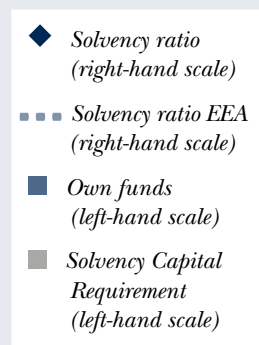 Solvency ratio
(right-hand scale)
Solvency ratio EEA
(right-hand scale)
Own funds
(left-hand scale)
Solvency Capital
Requirement
(left-hand scale)